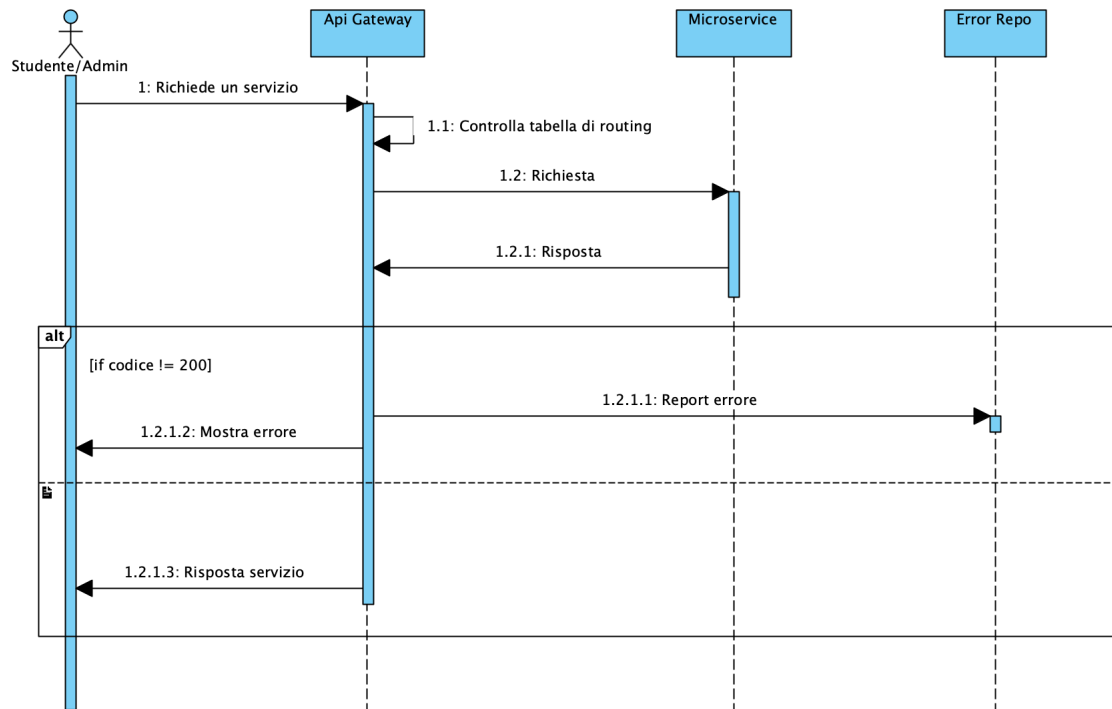 Api Gateway
Microservice
Error Repo
Studente/Admin
1: Richiede un servizio
1.1: Controlla tabella di routing
1.2: Richiesta
1.2.1: Risposta
alt
[if codice != 200]
1.2.1.1: Report errore
1.2.1.2: Mostra errore
1.2.1.3: Risposta servizio